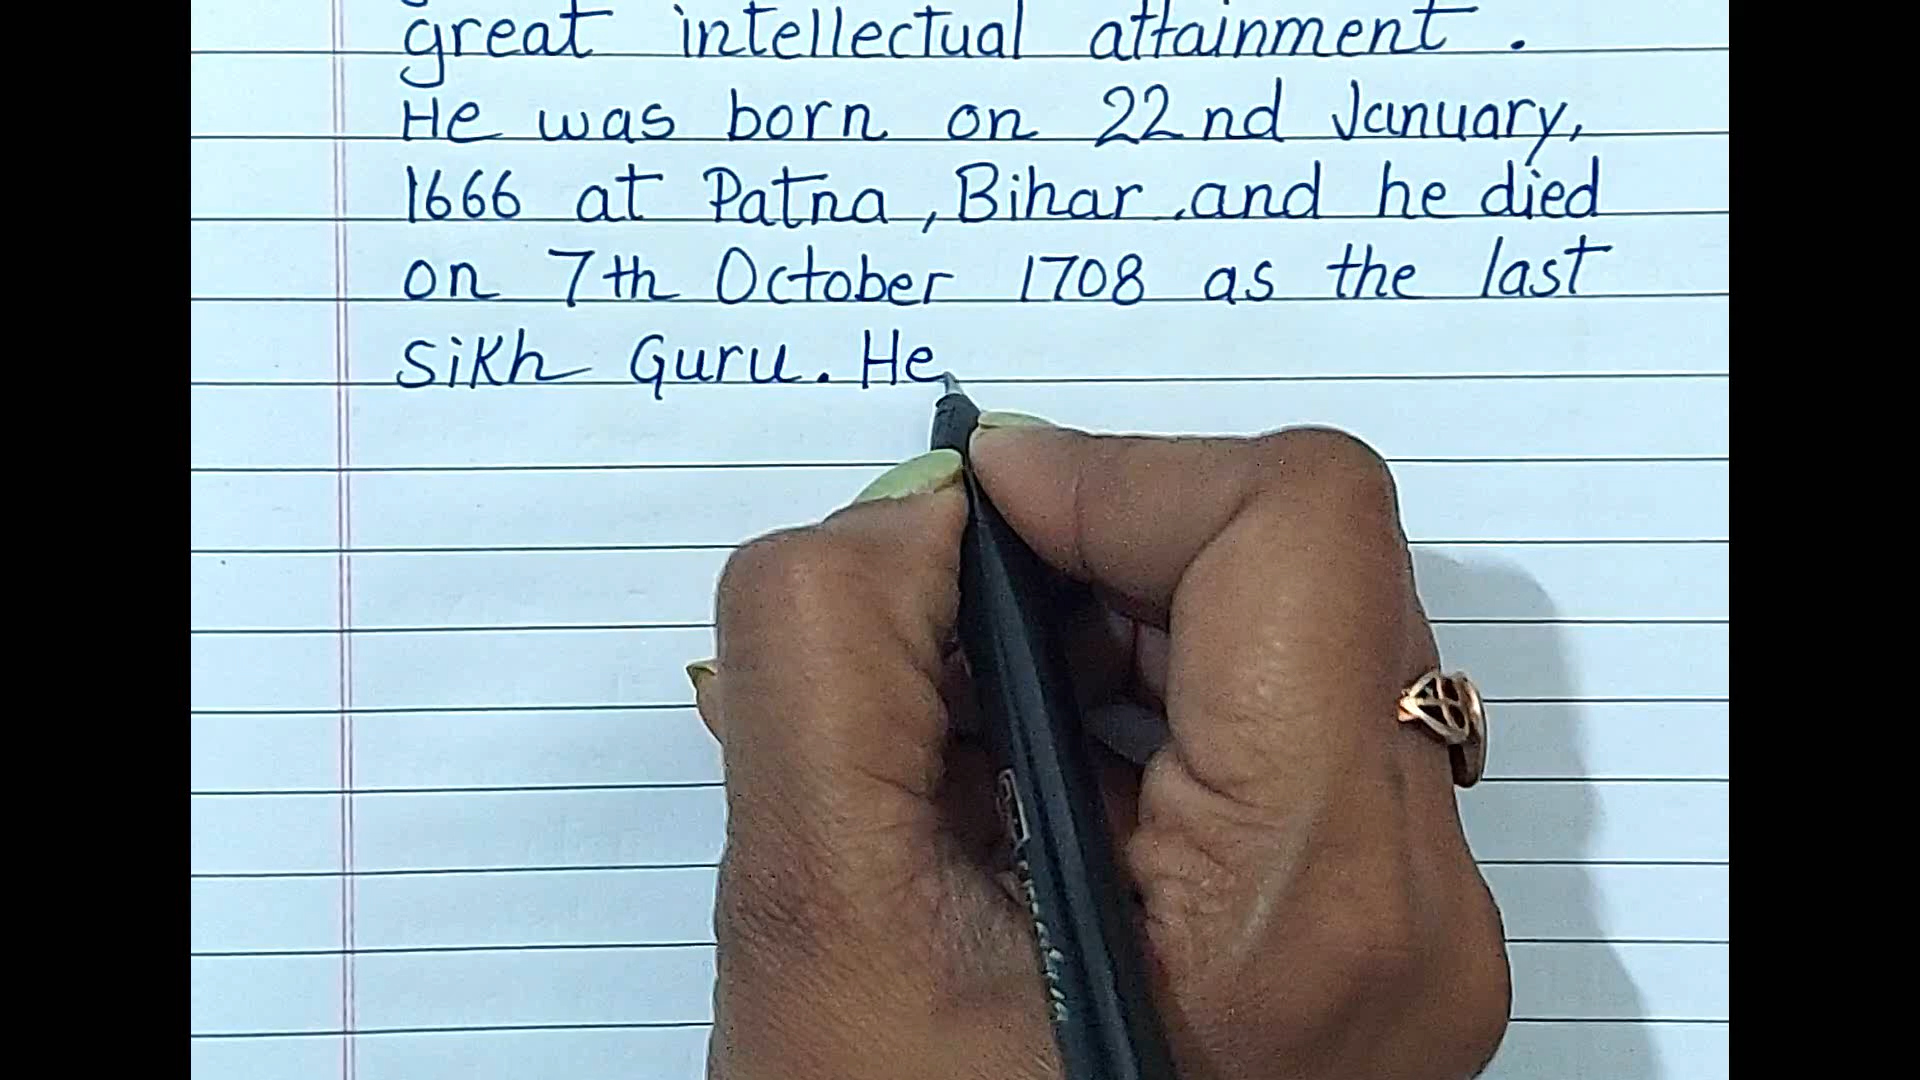 great intellectual attainment.
He was born on 22nd January,
1666 at Patna, Bihar, and he died
on 7th October 1708 as the last
Sikh Guru. He